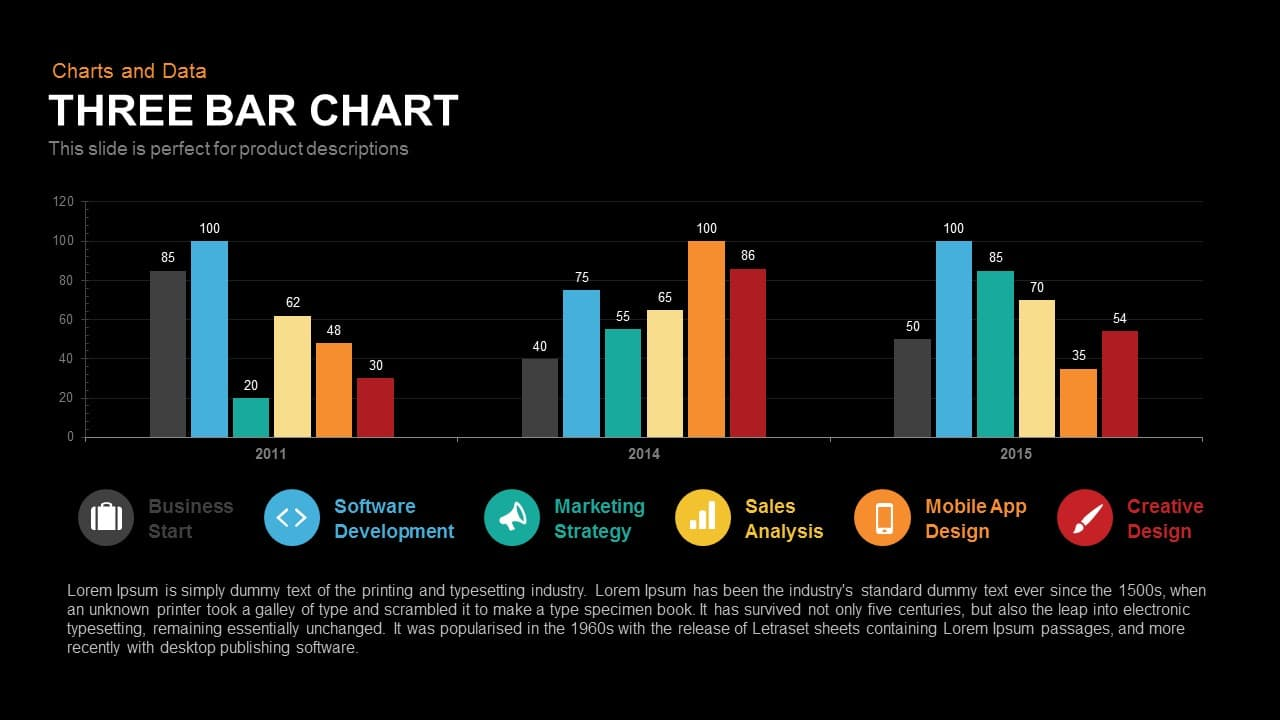 Charts and Data
THREE BAR CHART
This slide is perfect for product descriptions
120
100
80
60
40
20
0
85
100
20
62
48
30
40
75
55
65
100
86
50
100
85
70
35
54
2011
2014
2015
Business
Start
Software
Development
Marketing
Strategy
Sales
Analysis
Mobile App
Design
Creative
Design
Lorem Ipsum is simply dummy text of the printing and typesetting industry. Lorem Ipsum has been the industry's standard dummy text ever since the 1500s, when
an unknown printer took a galley of type and scrambled it to make a type specimen book. It has survived not only five centuries, but also the leap into electronic
typesetting, remaining essentially unchanged. It was popularised in the 1960s with the release of Letraset sheets containing Lorem Ipsum passages, and more
recently with desktop publishing software.